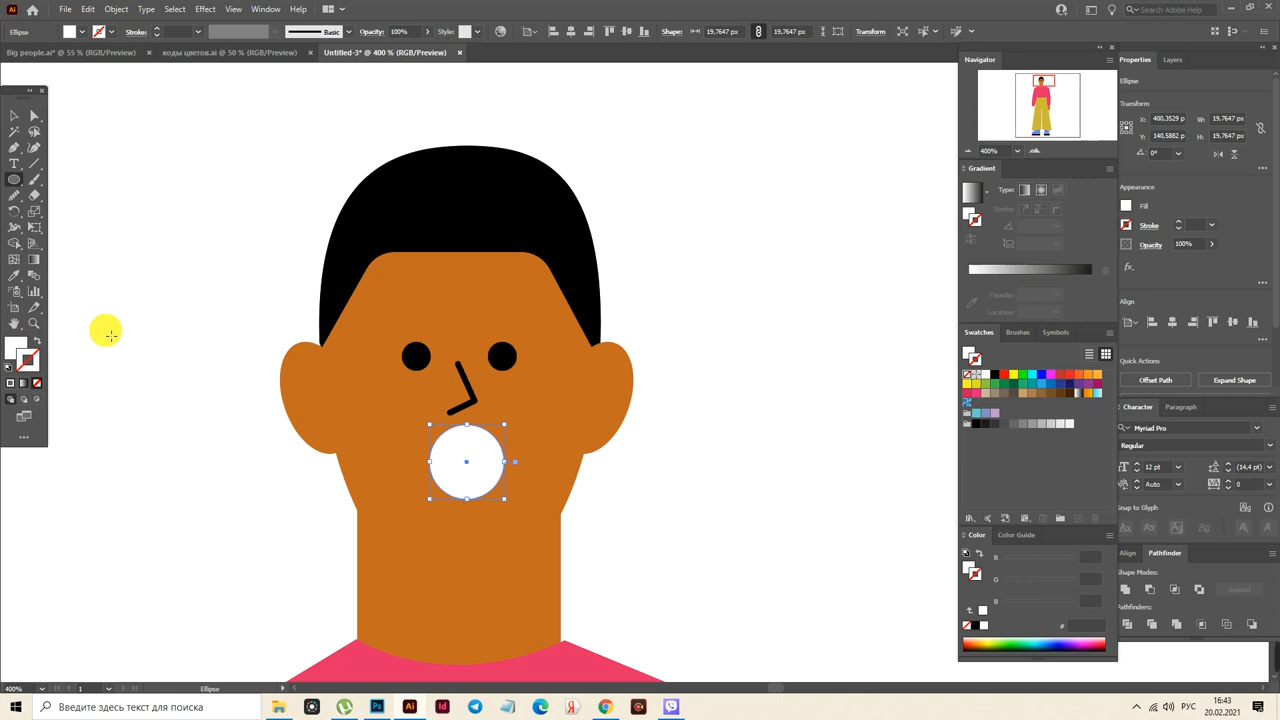 Ai File Edit Object Type Select Effect View Window Help Search Adobe Help
Ellipse Stroke: Basic Opacity: 100% Style: Shape: 19,7647 px 19,7647 px Transform
Big people.ai* @ 55 % (RGB/Preview) × коды цветов.ai @ 50 % (RGB/Preview) × Untitled-3* @ 400 % (RGB/Preview) ×
Navigator
400%
Gradient
Type:
Stroke:
Opacity:
Location:
Swatches Brushes Symbols
Color Color Guide
R
G
B
#
Properties Layers
Ellipse
Transform
X: 400,3529 p W: 19,7647 px
Y: 140,5882 p H: 19,7647 px
0°
Appearance
Fill
Stroke
Opacity 100%
fx.
Align
Quick Actions
Offset Path Expand Shape
Character Paragraph
Myriad Pro
Regular
12 pt (14,4 pt)
Auto 0
Snap to Glyph
Align Pathfinder
Shape Modes:
Expand
Pathfinders:
400% 1 Ellipse
Введите здесь текст для поиска
Ps Ai Id
РУС
16:43
20.02.2021